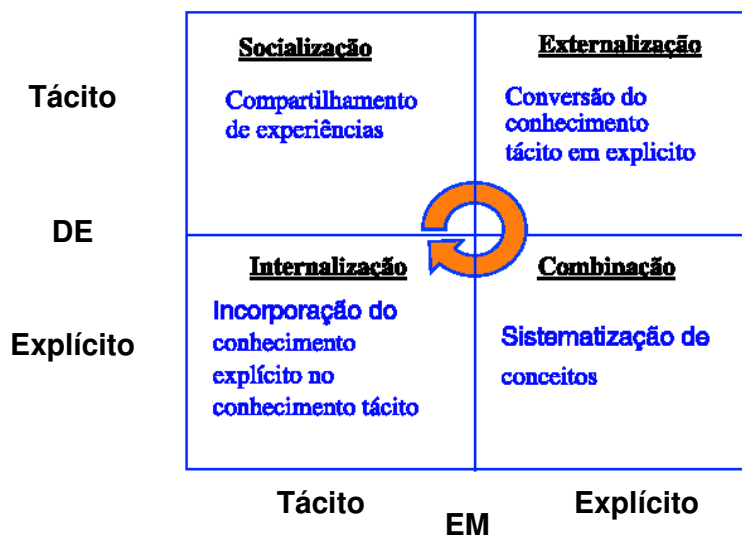 Tácito
Socialização
Compartilhamento
de experiências
Externalização
Conversão do
conhecimento
tácito em explicito
DE
Explícito
Internalização
Incorporação do
conhecimento
explícito no
conhecimento tácito
Combinação
Sistematização de
conceitos
Tácito
EM
Explícito